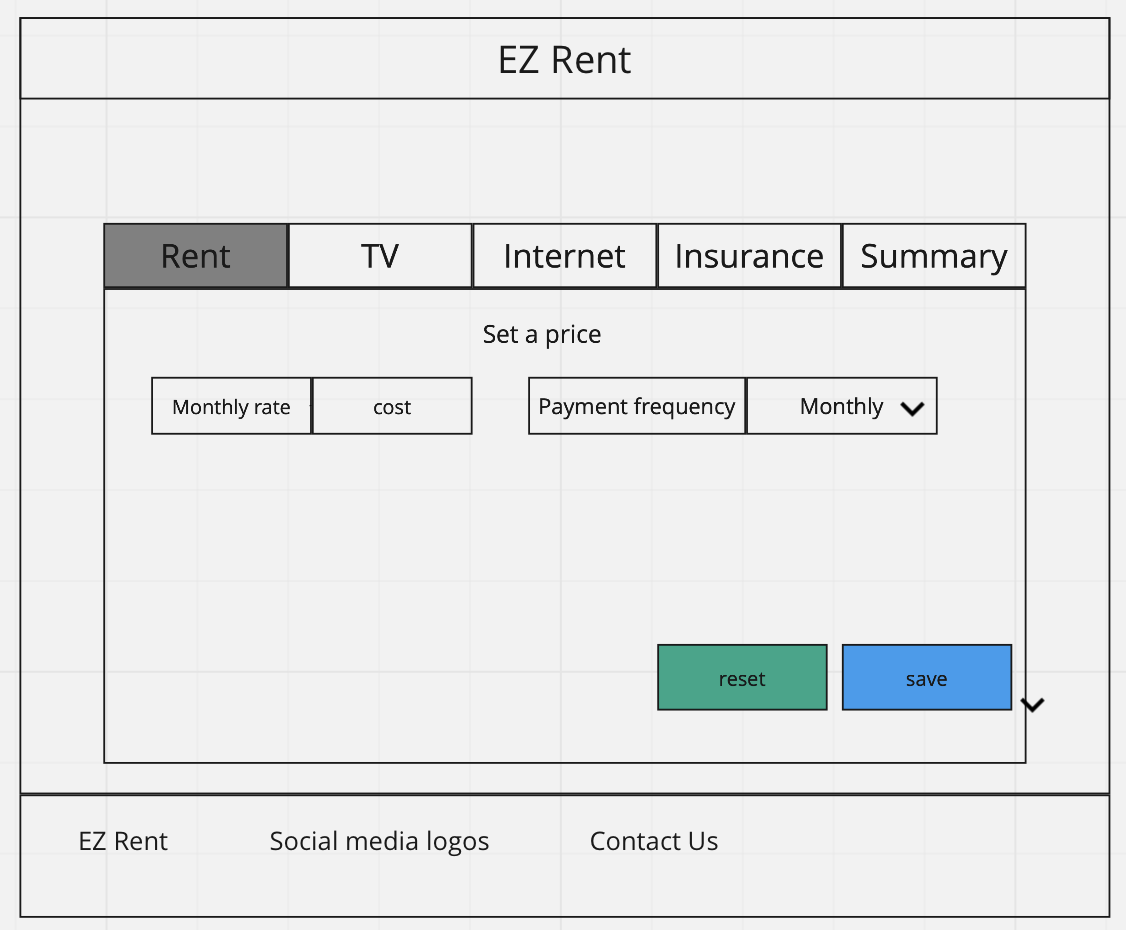 EZ Rent
Rent TV Internet Insurance Summary
Set a price
Monthly rate cost Payment frequency Monthly
reset save
EZ Rent Social media logos Contact Us